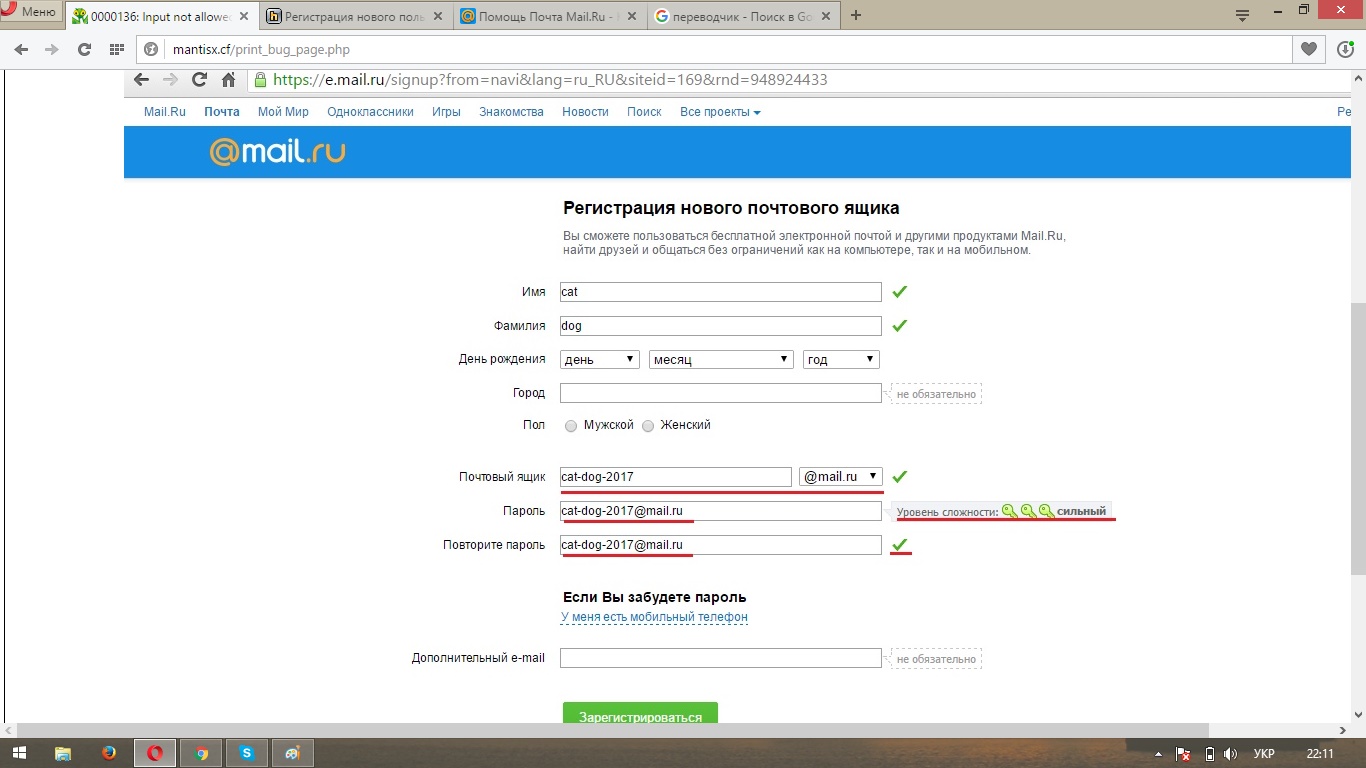 Меню
0000136: Input not allowe
Регистрация нового поль
Помощь Почта Mail.Ru -
переводчик - Поиск в Go
mantisx.cf/print_bug_page.php
https://e.mail.ru/signup?from=navi&lang=ru_RU&siteid=169&rnd=948924433
Mail.Ru Почта Мой Мир Одноклассники Игры Знакомства Новости Поиск Все проекты Ре
@mail.ru
Регистрация нового почтового ящика
Вы сможете пользоваться бесплатной электронной почтой и другими продуктами Mail.Ru,
найти друзей и общаться без ограничений как на компьютере, так и на мобильном.
Имя cat
Фамилия dog
День рождения день месяц год
Город не обязательно
Пол Мужской Женский
Почтовый ящик cat-dog-2017 @mail.ru
Пароль cat-dog-2017@mail.ru Уровень сложности: сильный
Повторите пароль cat-dog-2017@mail.ru
Если Вы забудете пароль
У меня есть мобильный телефон
Дополнительный e-mail не обязательно
Зарегистрироваться
УКР 22:11